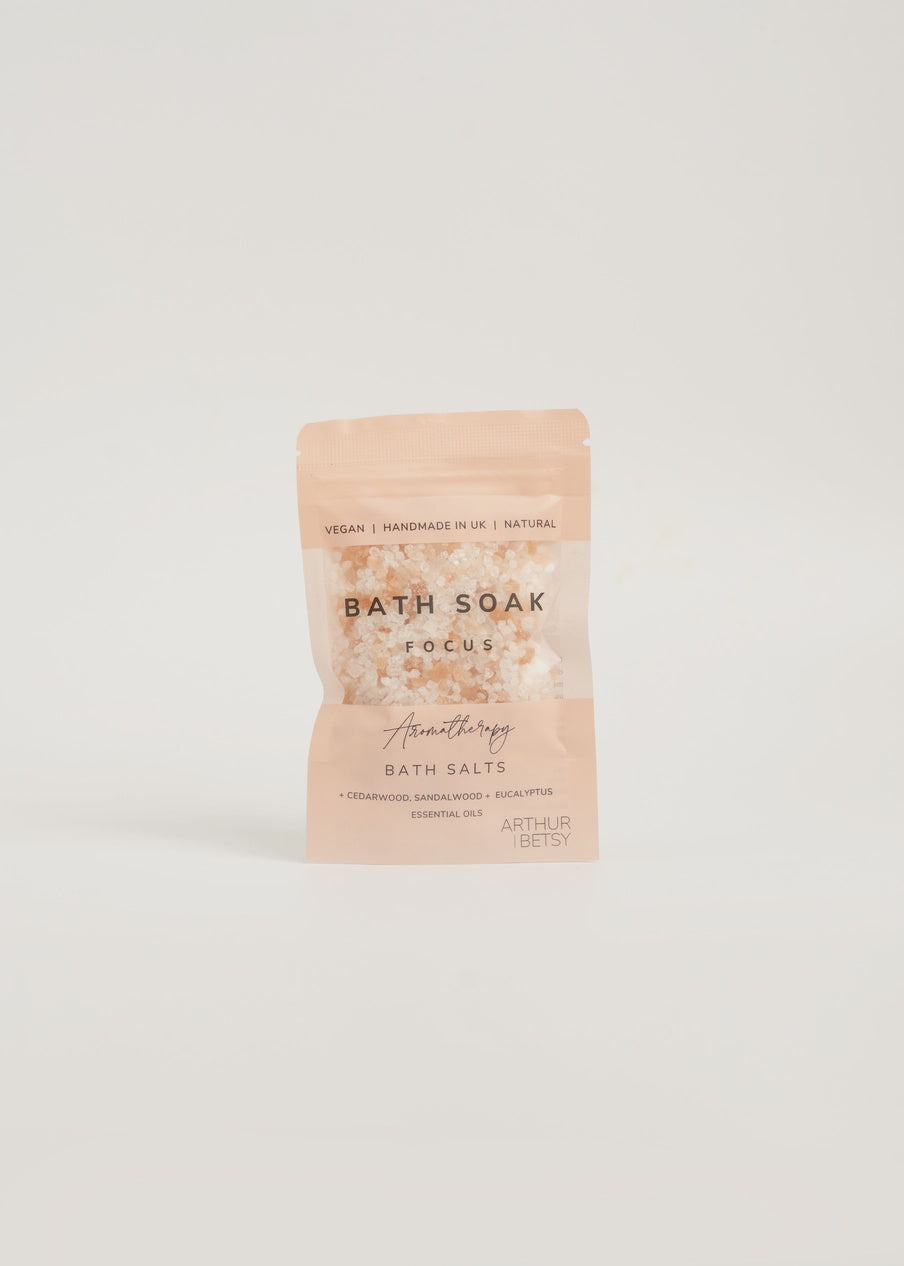 VEGAN | HANDMADE IN UK | NATURAL
BATH SOAK
FOCUS
Aromatherapy
BATH SALTS
+ CEDARWOOD, SANDALWOOD + EUCALYPTUS
ESSENTIAL OILS
ARTHUR
| BETSY